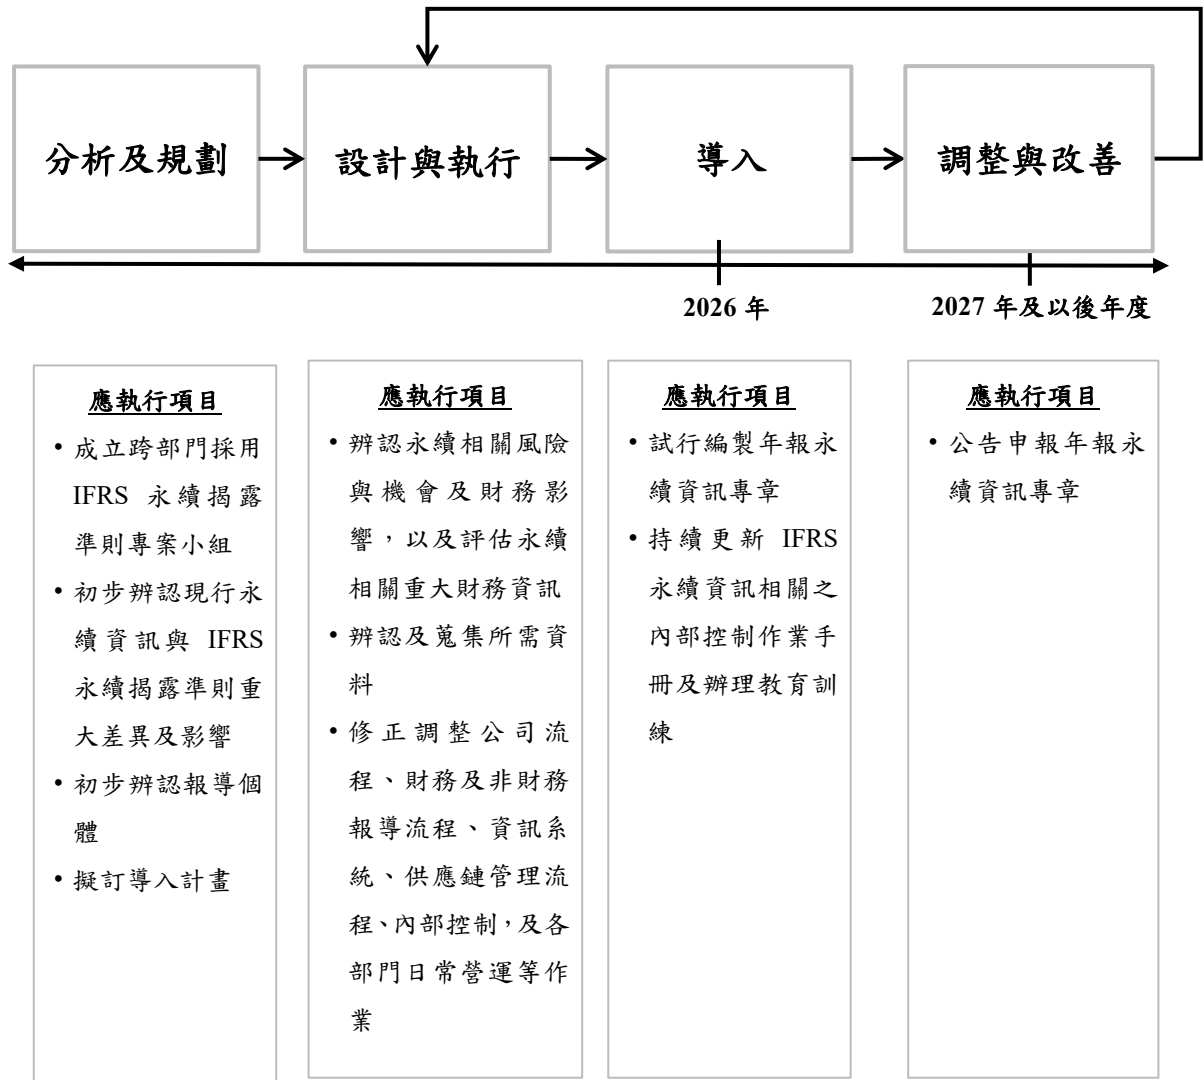 分析及規劃
設計與執行
導入
調整與改善
2026 年
2027 年及以後年度
應執行項目
• 成立跨部門採用
IFRS 永續揭露
準則專案小組
• 初步辨認現行永
續資訊與 IFRS
永續揭露準則重
大差異及影響
• 初步辨認報導個
體
• 擬訂導入計畫
應執行項目
• 辨認永續相關風險
與機會及財務影
響，以及評估永續
相關重大財務資訊
• 辨認及蒐集所需資
料
• 修正調整公司流
程、財務及非財務
報導流程、資訊系
統、供應鏈管理流
程、內部控制，及各
部門日常營運等作
業
應執行項目
• 試行編製年報永
續資訊專章
• 持續更新 IFRS
永續資訊相關之
內部控制作業手
冊及辦理教育訓
練
應執行項目
• 公告申報年報永
續資訊專章